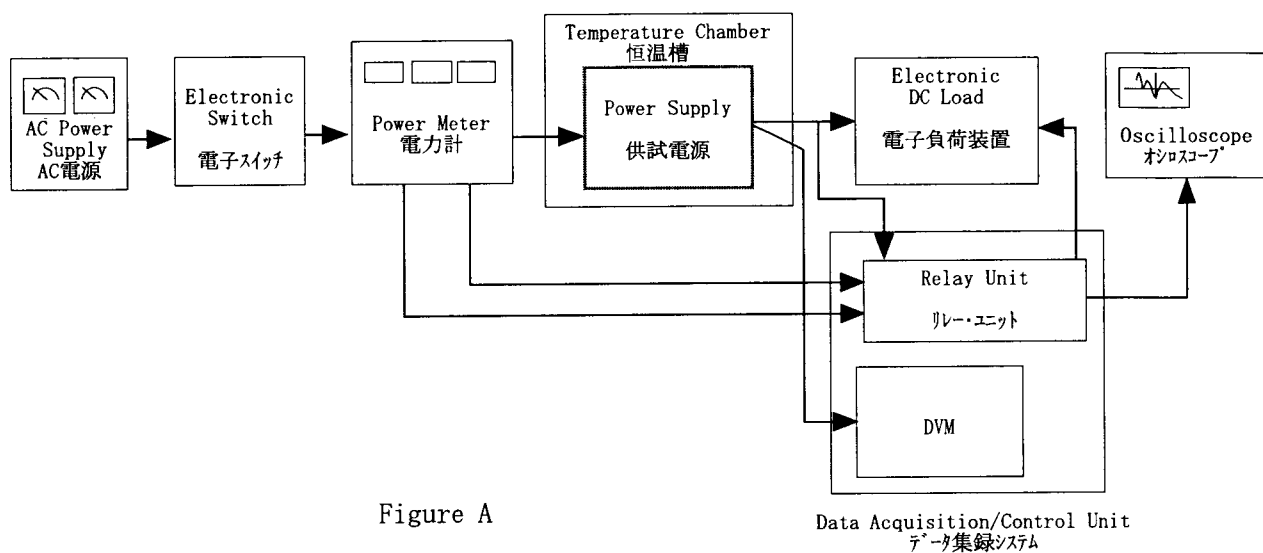 AC Power
Supply
AC電源
Electronic
Switch
電子スイッチ
Power Meter
電力計
Temperature Chamber
恒温槽
Power Supply
供試電源
Electronic
DC Load
電子負荷装置
Oscilloscope
オシロスコープ
Relay Unit
リレー・ユニット
DVM
Data Acquisition/Control Unit
データ集録システム
Figure A